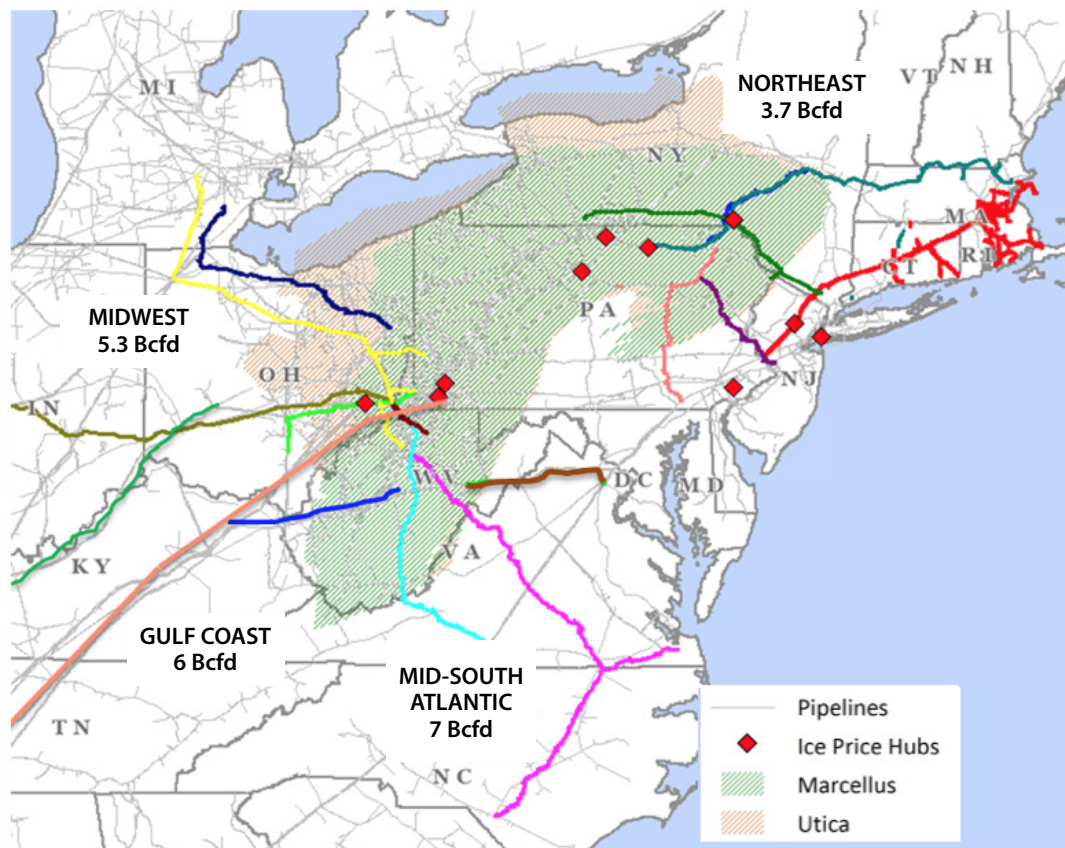 MI
VT
NH
NORTHEAST
3.7 Bcfd
NY
MA
CT
RI
PA
MIDWEST
5.3 Bcfd
OH
NJ
IN
WV
DC
MD
VA
KY
GULF COAST
6 Bcfd
MID-SOUTH
ATLANTIC
7 Bcfd
TN
NC
Pipelines
Ice Price Hubs
Marcellus
Utica